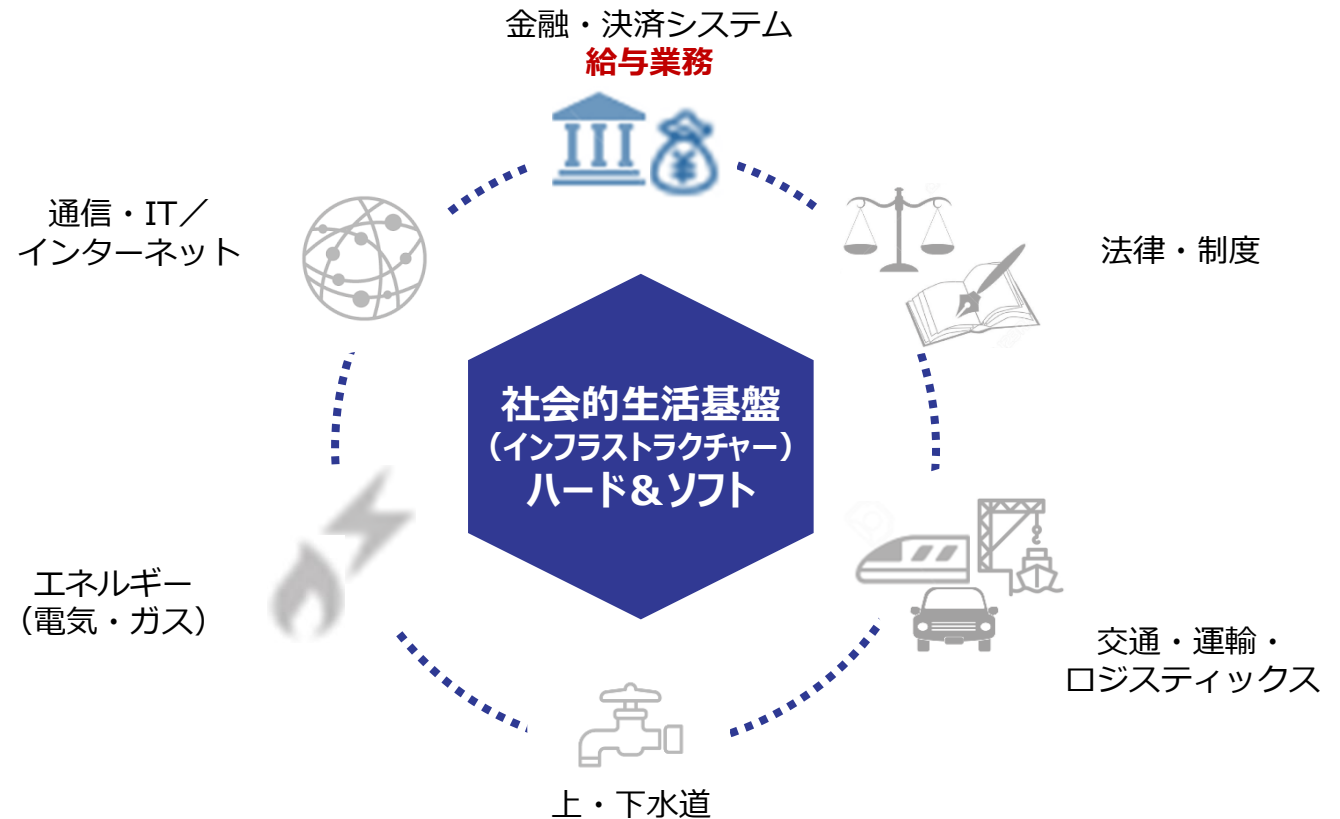 金融・決済システム
給与業務
通信・IT／
インターネット
法律・制度
社会的生活基盤
（インフラストラクチャー）
ハード＆ソフト
エネルギー
（電気・ガス）
交通・運輸・
ロジスティックス
上・下水道
¥